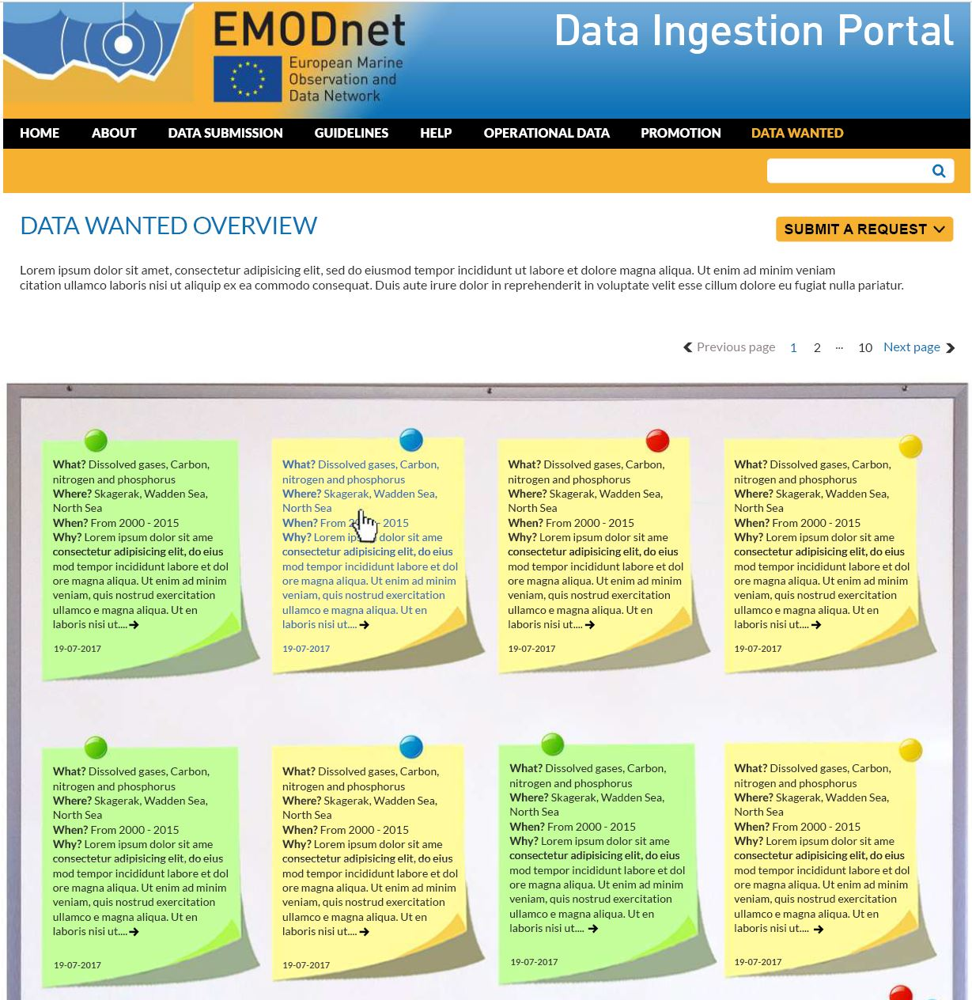 EMODnet
European Marine
Observation and
Data Network
Data Ingestion Portal
HOME ABOUT DATA SUBMISSION GUIDELINES HELP OPERATIONAL DATA PROMOTION DATA WANTED
DATA WANTED OVERVIEW
SUBMIT A REQUEST
Lorem ipsum dolor sit amet, consectetur adipisicing elit, sed do eiusmod tempor incididunt ut labore et dolore magna aliqua. Ut enim ad minim veniam
citation ullamco laboris nisi ut aliquip ex ea commodo consequat. Duis aute irure dolor in reprehenderit in voluptate velit esse cillum dolore eu fugiat nulla pariatur.
Previous page 1 2 ... 10 Next page
What? Dissolved gases, Carbon,
nitrogen and phosphorus
Where? Skagerak, Wadden Sea,
North Sea
When? From 2000 - 2015
Why? Lorem ipsum dolor sit ame
consectetur adipisicing elit, do eius
mod tempor incididunt labore et dol
ore magna aliqua. Ut enim ad minim
veniam, quis nostrud exercitation
ullamco e magna aliqua. Ut en
laboris nisi ut....
19-07-2017
What? Dissolved gases, Carbon,
nitrogen and phosphorus
Where? Skagerak, Wadden Sea,
North Sea
When? From - 2015
Why? Lorem dolor sit ame
consectetur adipisicing elit, do eius
mod tempor incididunt labore et dol
ore magna aliqua. Ut enim ad minim
veniam, quis nostrud exercitation
ullamco e magna aliqua. Ut en
laboris nisi ut....
19-07-2017
What? Dissolved gases, Carbon,
nitrogen and phosphorus
Where? Skagerak, Wadden Sea,
North Sea
When? From 2000 - 2015
Why? Lorem ipsum dolor sit ame
consectetur adipisicing elit, do eius
mod tempor incididunt labore et dol
ore magna aliqua. Ut enim ad minim
veniam, quis nostrud exercitation
ullamco e magna aliqua. Ut en
laboris nisi ut....
19-07-2017
What? Dissolved gases, Carbon,
nitrogen and phosphorus
Where? Skagerak, Wadden Sea,
North Sea
When? From 2000 - 2015
Why? Lorem ipsum dolor sit ame
consectetur adipisicing elit, do eius
mod tempor incididunt labore et dol
ore magna aliqua. Ut enim ad minim
veniam, quis nostrud exercitation
ullamco e magna aliqua. Ut en
laboris nisi ut....
19-07-2017
What? Dissolved gases, Carbon,
nitrogen and phosphorus
Where? Skagerak, Wadden Sea,
North Sea
When? From 2000 - 2015
Why? Lorem ipsum dolor sit ame
consectetur adipisicing elit, do eius
mod tempor incididunt labore et dol
ore magna aliqua. Ut enim ad minim
veniam, quis nostrud exercitation
ullamco e magna aliqua. Ut en
laboris nisi ut....
19-07-2017
What? Dissolved gases, Carbon,
nitrogen and phosphorus
Where? Skagerak, Wadden Sea,
North Sea
When? From 2000 - 2015
Why? Lorem ipsum dolor sit ame
consectetur adipisicing elit, do eius
mod tempor incididunt labore et dol
ore magna aliqua. Ut enim ad minim
veniam, quis nostrud exercitation
ullamco e magna aliqua. Ut en
laboris nisi ut....
19-07-2017
What? Dissolved gases, Carbon,
nitrogen and phosphorus
Where? Skagerak, Wadden Sea,
North Sea
When? From 2000 - 2015
Why? Lorem ipsum dolor sit ame
consectetur adipisicing elit, do eius
mod tempor incididunt labore et dol
ore magna aliqua. Ut enim ad minim
veniam, quis nostrud exercitation
ullamco e magna aliqua. Ut en
laboris nisi ut....
19-07-2017
What? Dissolved gases, Carbon,
nitrogen and phosphorus
Where? Skagerak, Wadden Sea,
North Sea
When? From 2000 - 2015
Why? Lorem ipsum dolor sit ame
consectetur adipisicing elit, do eius
mod tempor incididunt labore et dol
ore magna aliqua. Ut enim ad minim
veniam, quis nostrud exercitation
ullamco e magna aliqua. Ut en
laboris nisi ut....
19-07-2017